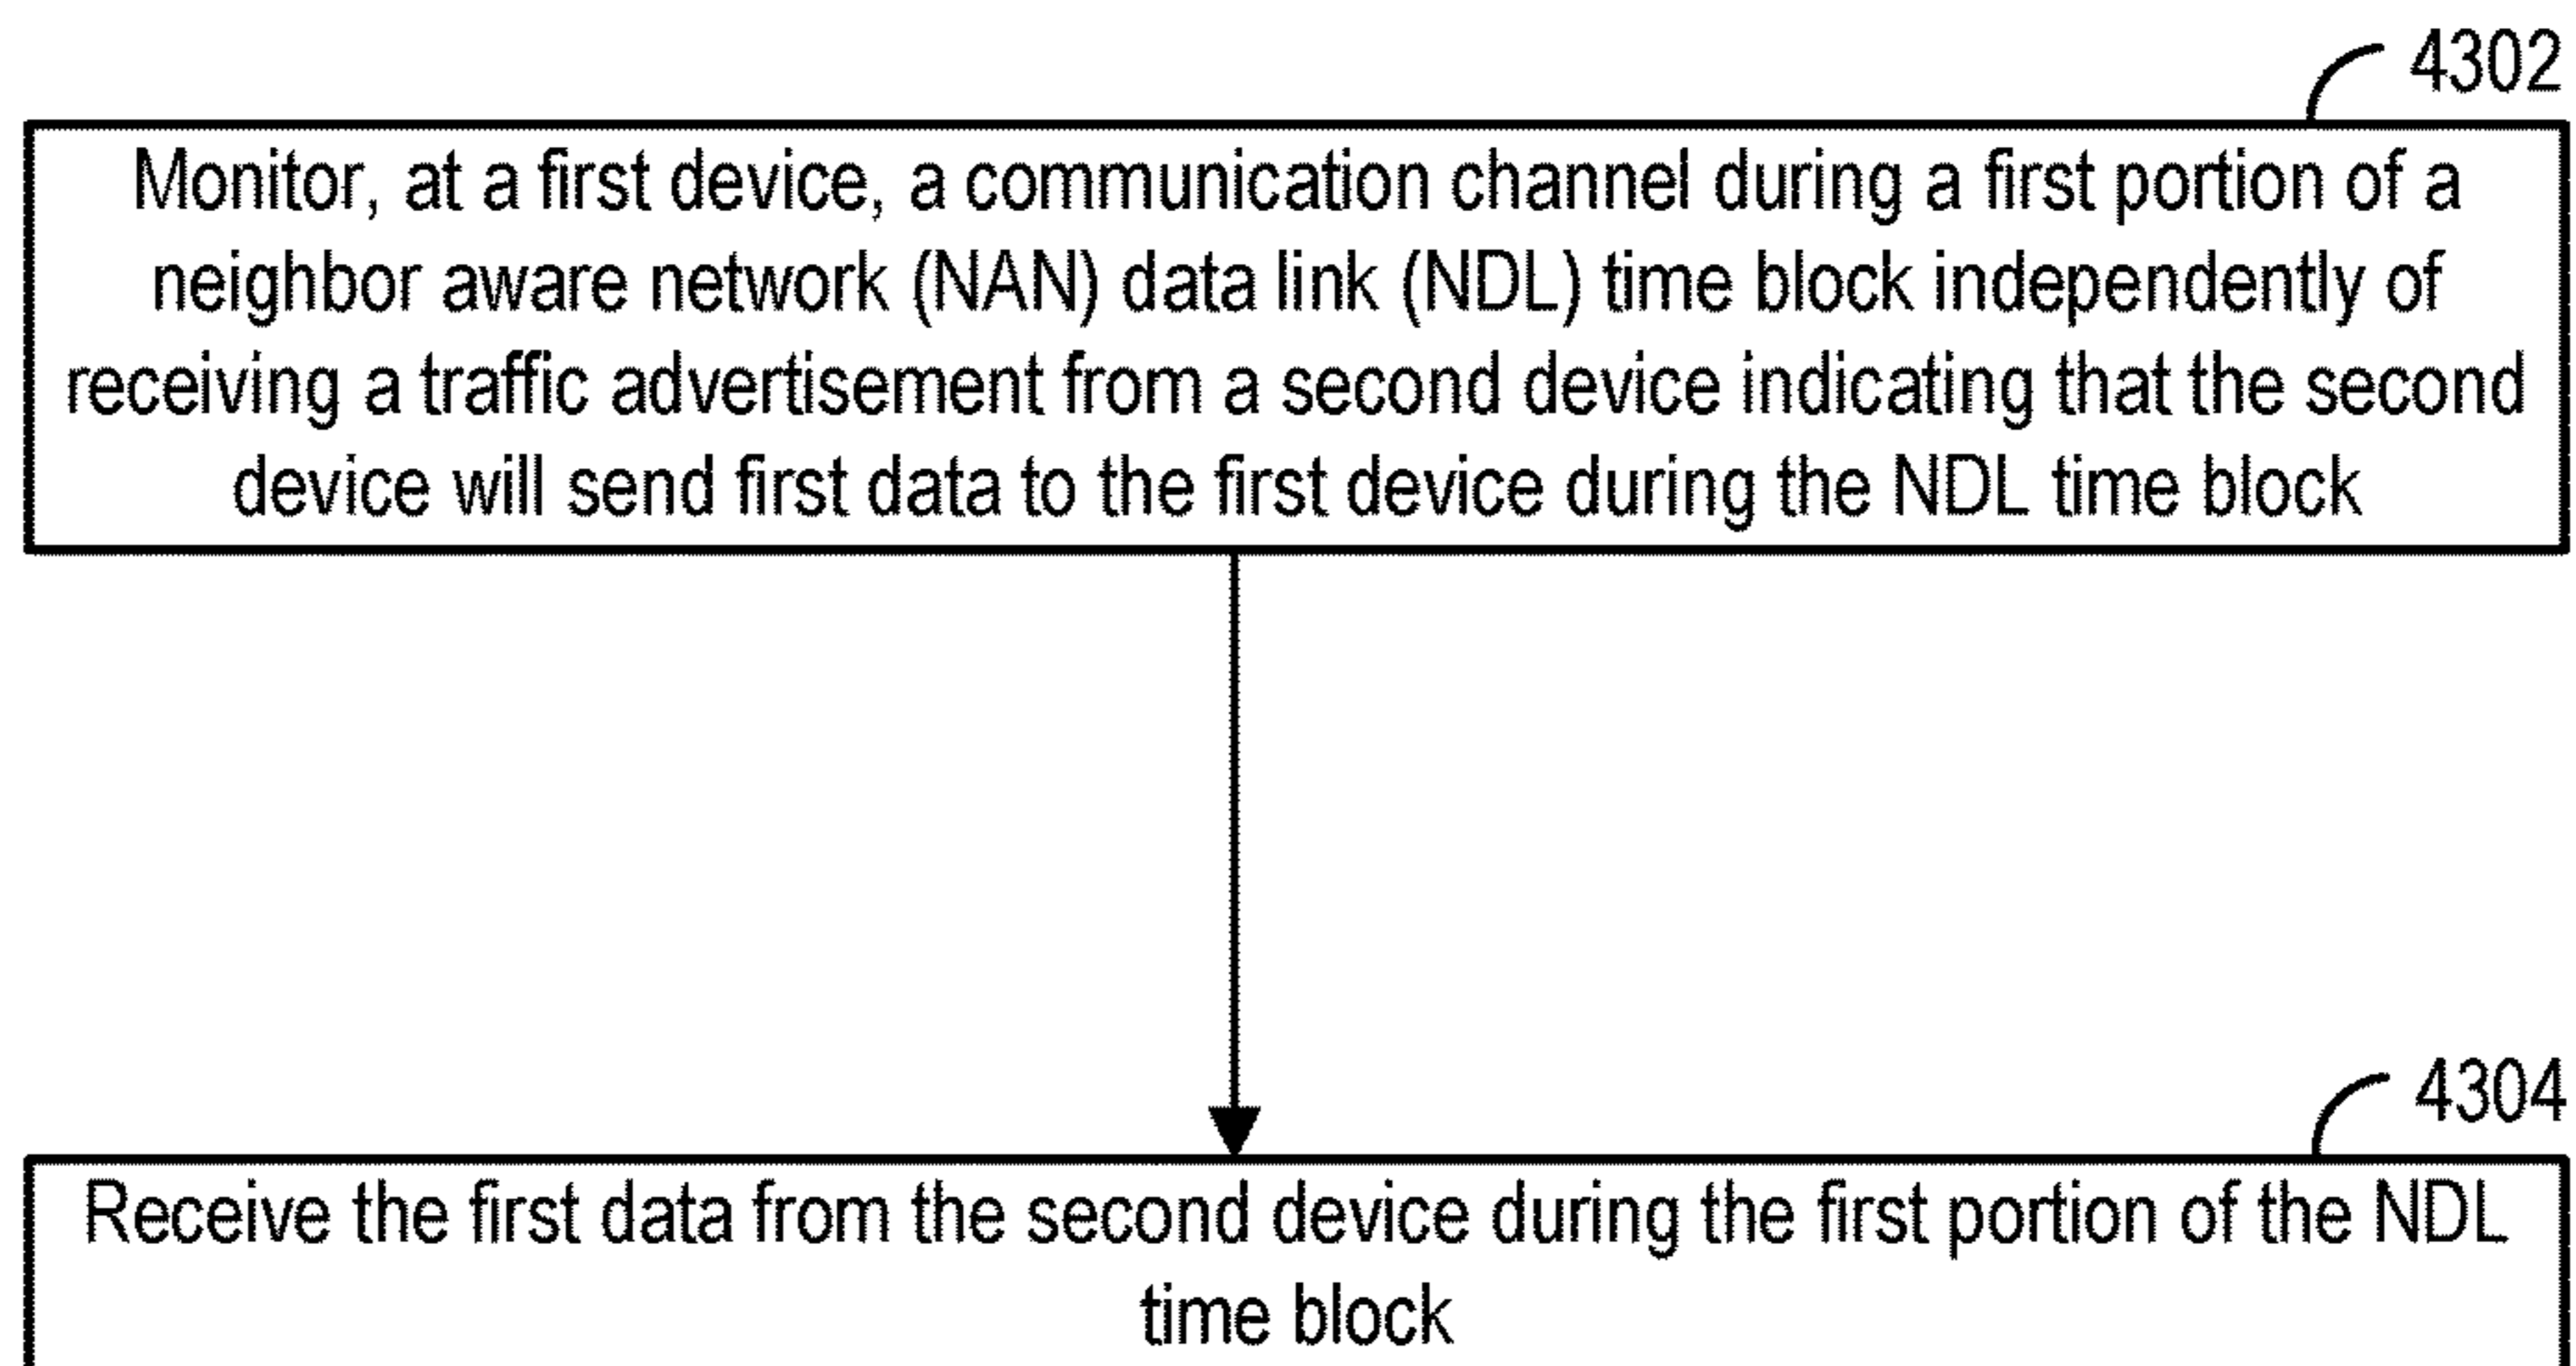 4302
Monitor, at a first device, a communication channel during a first portion of a
neighbor aware network (NAN) data link (NDL) time block independently of
receiving a traffic advertisement from a second device indicating that the second
device will send first data to the first device during the NDL time block
4304
Receive the first data from the second device during the first portion of the NDL
time block